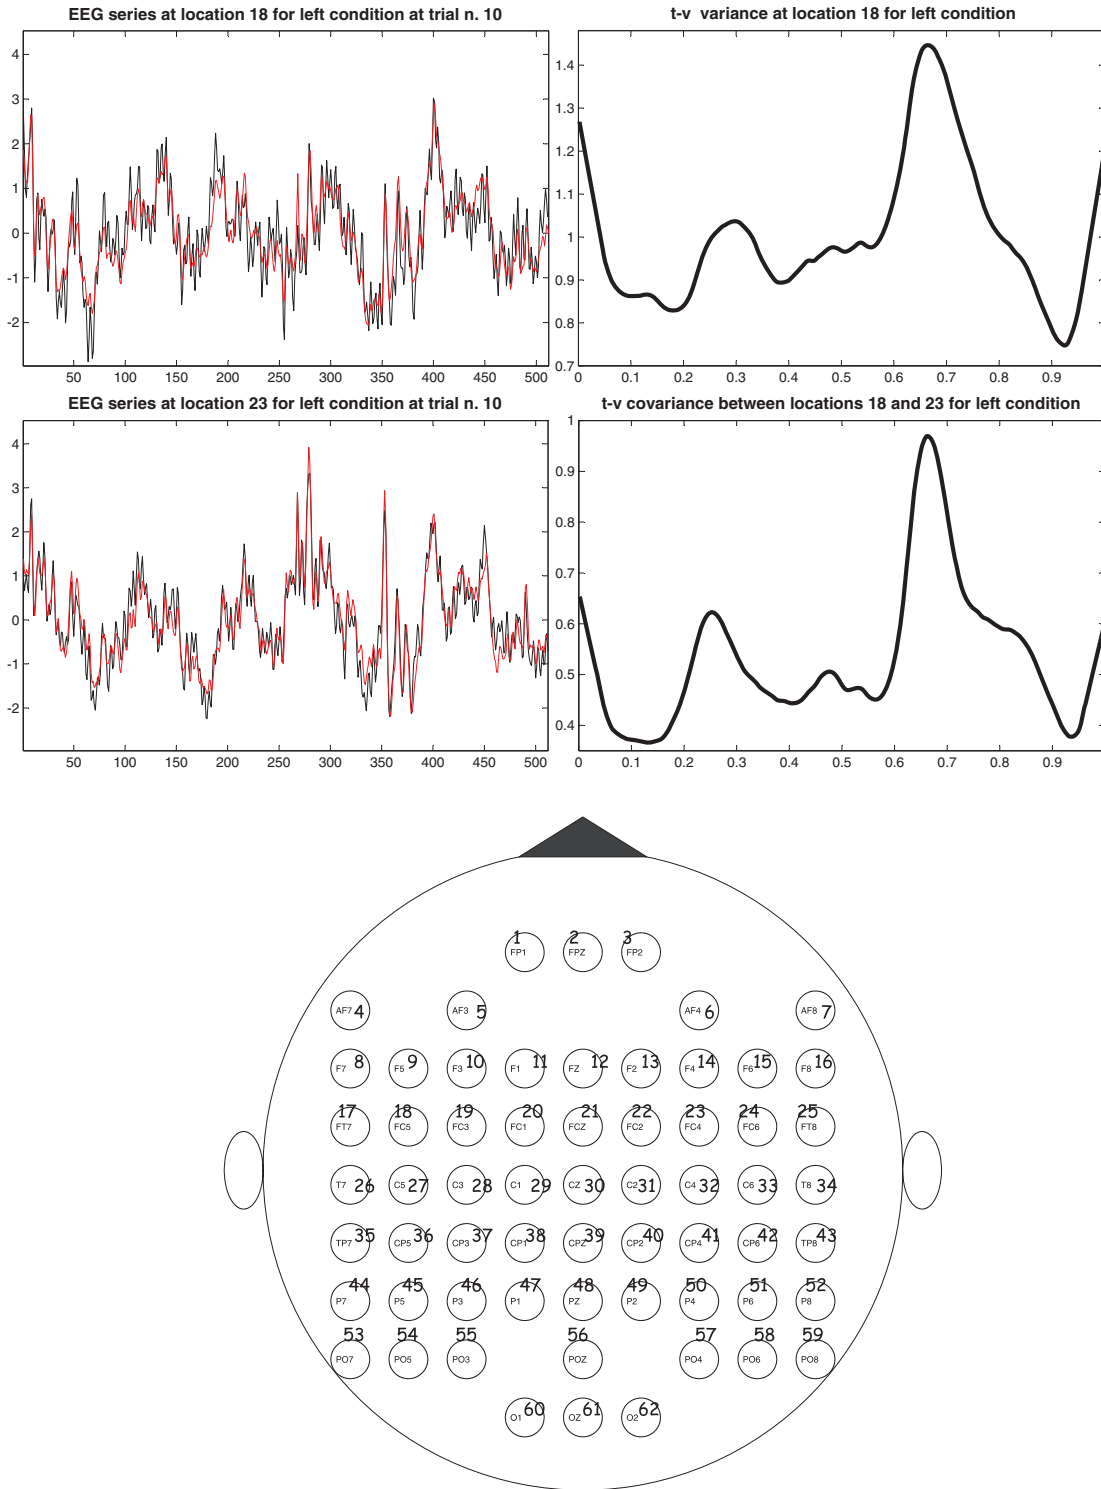 EEG series at location 18 for left condition at trial n. 10
4
3
2
1
0
-1
-2
50 100 150 200 250 300 350 400 450 500
t-v variance at location 18 for left condition
1.4
1.3
1.2
1.1
1
0.9
0.8
0.7
0 0.1 0.2 0.3 0.4 0.5 0.6 0.7 0.8 0.9
EEG series at location 23 for left condition at trial n. 10
4
3
2
1
0
-1
-2
50 100 150 200 250 300 350 400 450 500
t-v covariance between locations 18 and 23 for left condition
1
0.9
0.8
0.7
0.6
0.5
0.4
0 0.1 0.2 0.3 0.4 0.5 0.6 0.7 0.8 0.9
1 2 3
FP1 FPZ FP2
AF7 4 AF3 5 AF4 6 AF8 7
8 9 10 11 12 13 14 15 16
F7 F5 F3 F1 FZ F2 F4 F6 F8
17 18 19 20 21 22 23 24 25
FT7 FC5 FC3 FC1 FCZ FC2 FC4 FC6 FT8
T7 26 C5 27 C3 28 C1 29 CZ 30 C2 31 C4 32 C6 33 T8 34
35 36 37 38 39 40 41 42 43
TP7 CP5 CP3 CP1 CPZ CP2 CP4 CP6 TP8
44 45 46 47 48 49 50 51 52
P7 P5 P3 P1 PZ P2 P4 P6 P8
53 54 55 56 57 58 59
PO7 PO5 PO3 POZ PO4 PO6 PO8
O1 60 OZ 61 O2 62